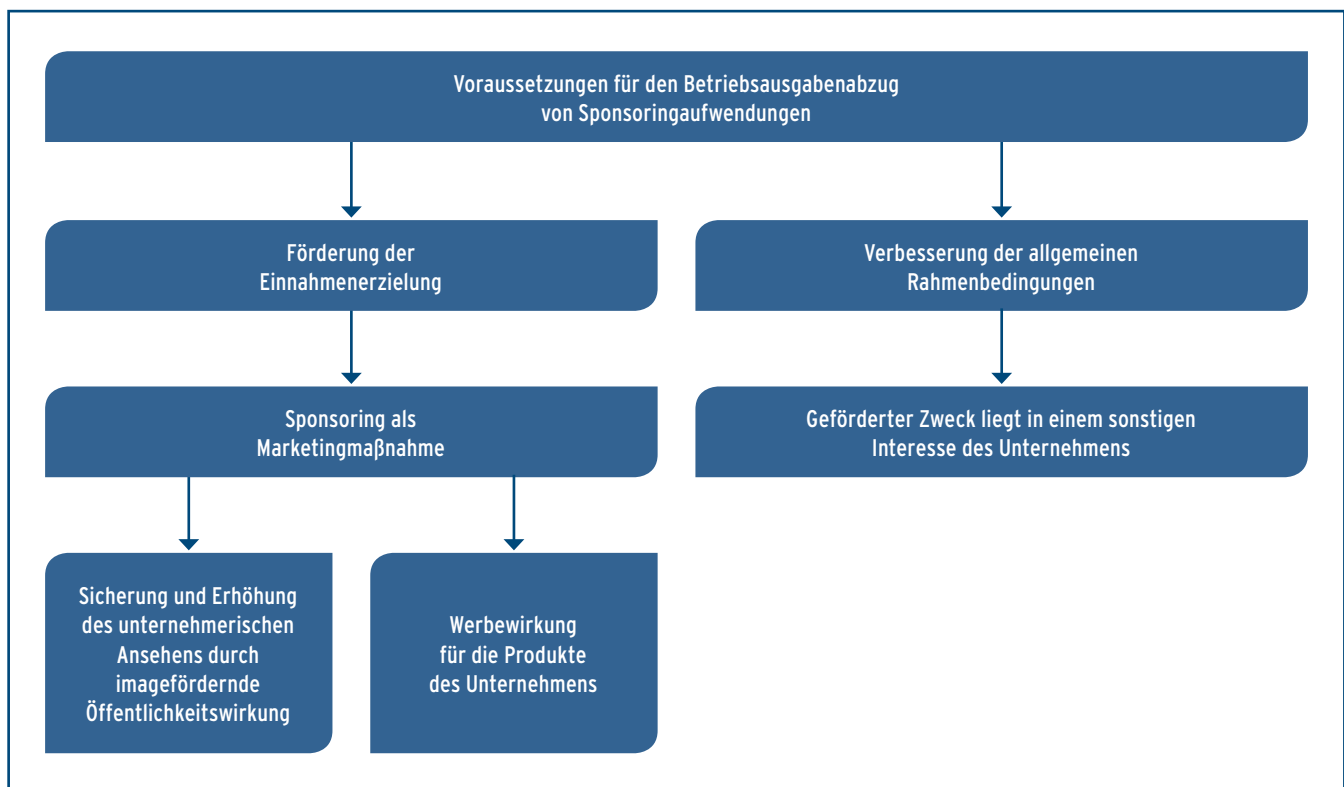 Voraussetzungen für den Betriebsausgabenabzug
von Sponsoringaufwendungen
Förderung der
Einnahmenerzielung
Verbesserung der allgemeinen
Rahmenbedingungen
Sponsoring als
Marketingmaßnahme
Geförderter Zweck liegt in einem sonstigen
Interesse des Unternehmens
Sicherung und Erhöhung
des unternehmerischen
Ansehens durch
imagefördernde
Öffentlichkeitswirkung
Werbewirkung
für die Produkte
des Unternehmens